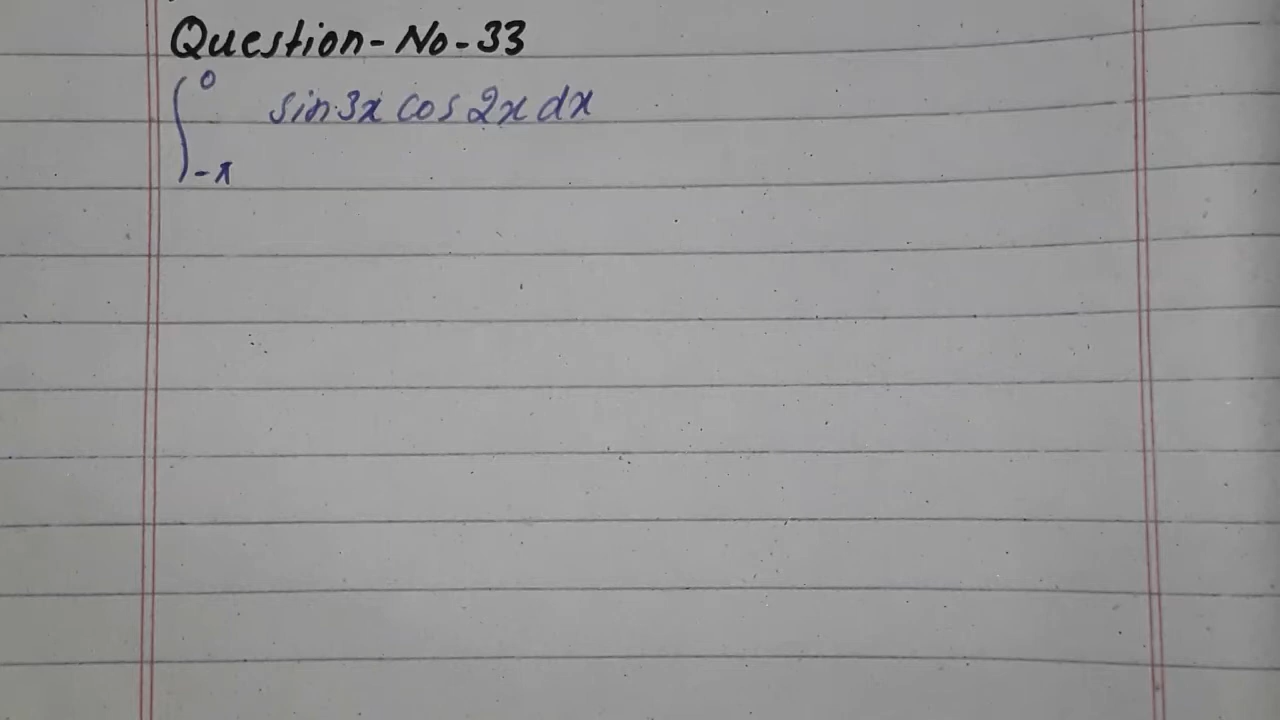 Question-No-33
∫₋π⁰ sin3x cos2x dx